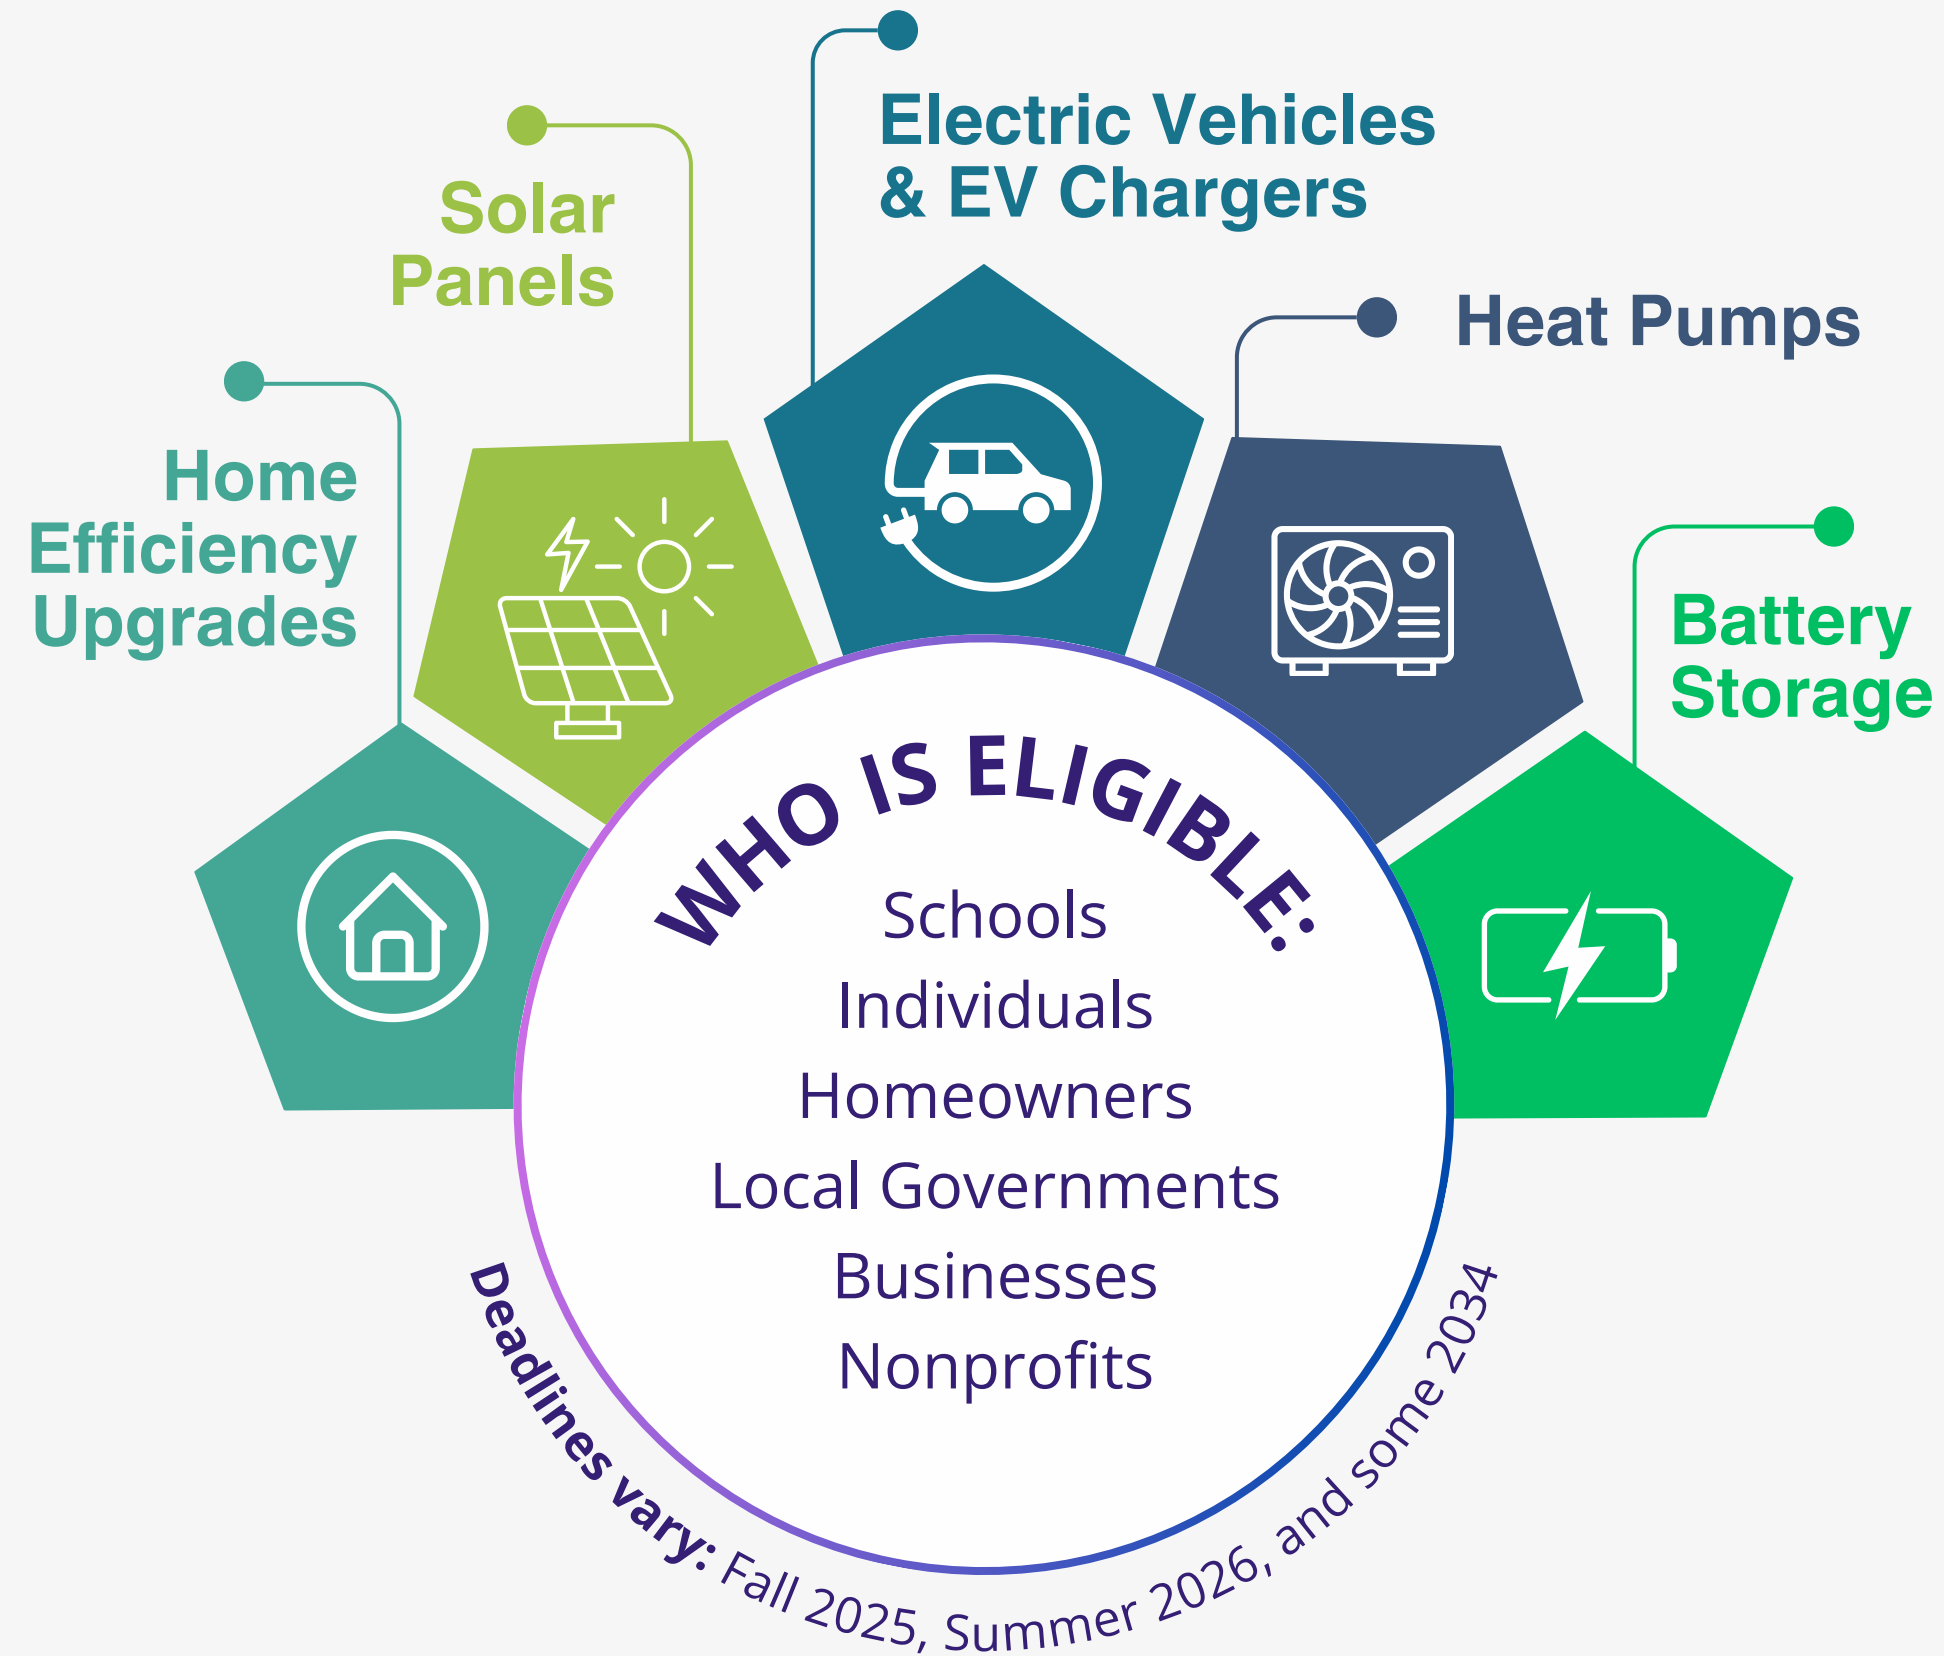 Electric Vehicles
& EV Chargers
Solar
Panels
Heat Pumps
Home
Efficiency
Upgrades
Battery
Storage
WHO IS ELIGIBLE:
Schools
Individuals
Homeowners
Local Governments
Businesses
Nonprofits
Deadlines vary: Fall 2025, Summer 2026, and some 2034